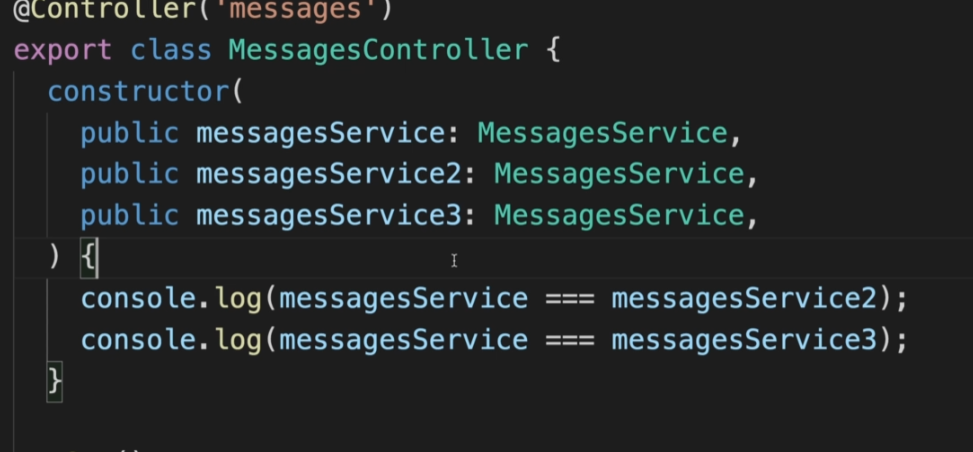 @Controller('messages')
export class MessagesController {
constructor(
public messagesService: MessagesService,
public messagesService2: MessagesService,
public messagesService3: MessagesService,
) {
console.log(messagesService === messagesService2);
console.log(messagesService === messagesService3);
}